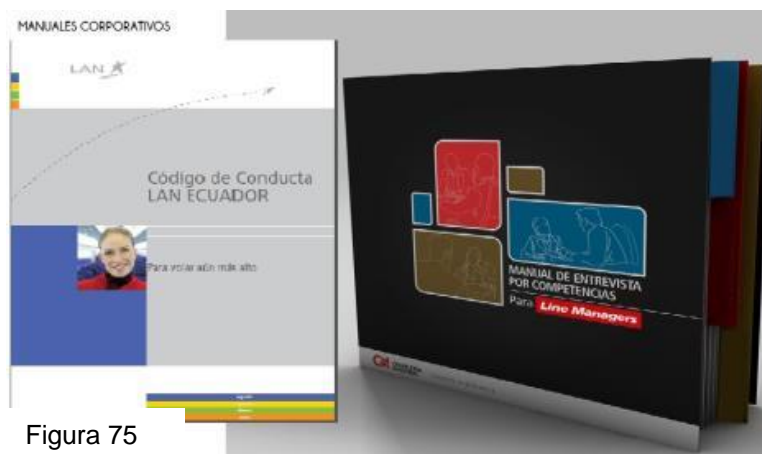 MANUALES CORPORATIVOS
LAN
Código de Conducta
LAN ECUADOR
Para volar aún más alto
MANUAL DE ENTREVISTA
POR COMPETENCIAS
Para Line Managers
Figura 75